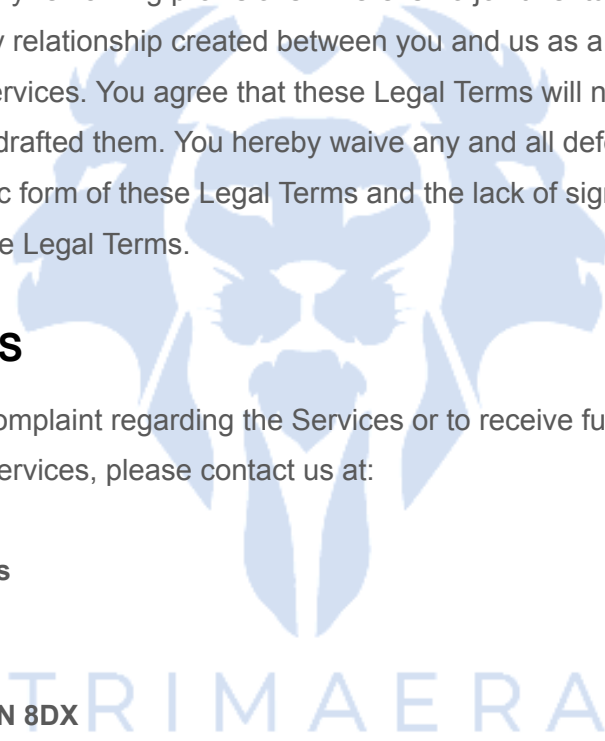 relationship created between you and us as a
ervices. You agree that these Legal Terms will n
drafted them. You hereby waive any and all def
ic form of these Legal Terms and the lack of sig
e Legal Terms.
S
omplaint regarding the Services or to receive fu
ervices, please contact us at:
s
N 8DX
TRIMAERA